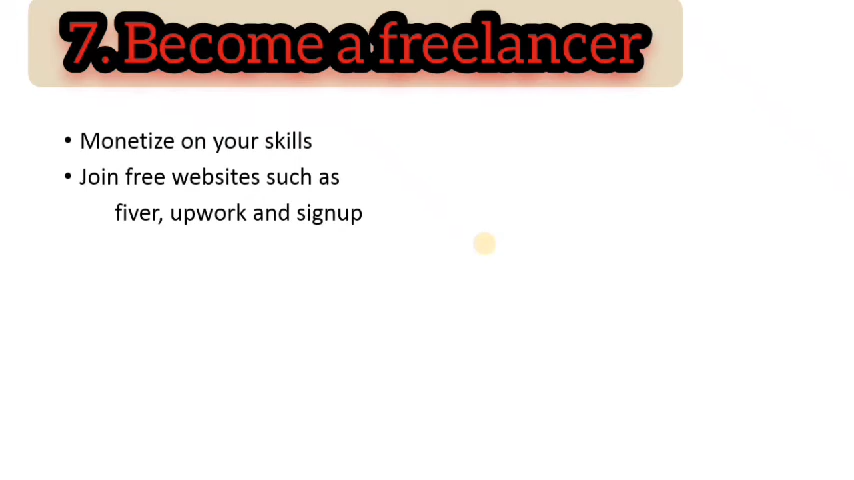 7. Become a freelancer
• Monetize on your skills
• Join free websites such as
fiver, upwork and signup